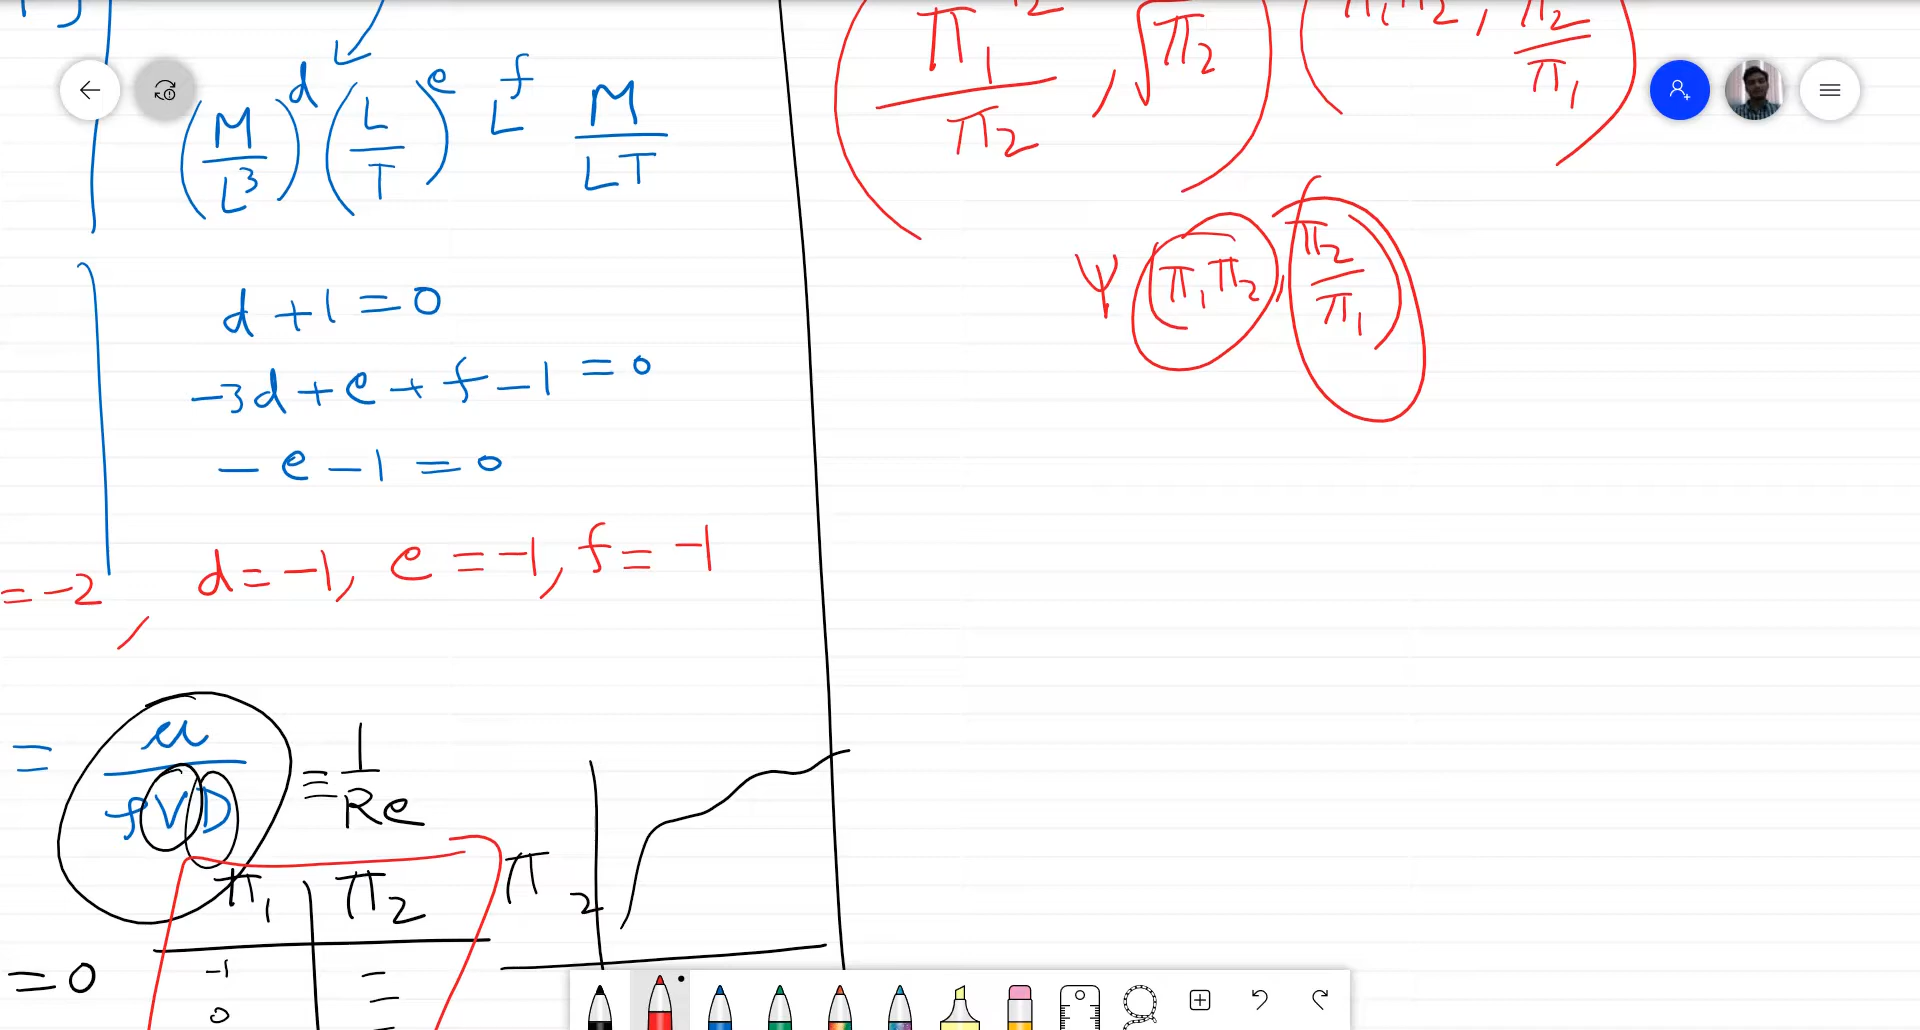 (M/L³)^d (L/T)^e L^f M/LT
d + 1 = 0
-3d + e + f - 1 = 0
- e - 1 = 0
= -2, d = -1, e = -1, f = -1
= μ/ρVD ≡ 1/Re
π₁ | π₂
-1 | =
= 0
0 | =
π₂
π₁/π₂ , √π₂
, π₂/π₁
ψ π₁π₂ , π₂/π₁